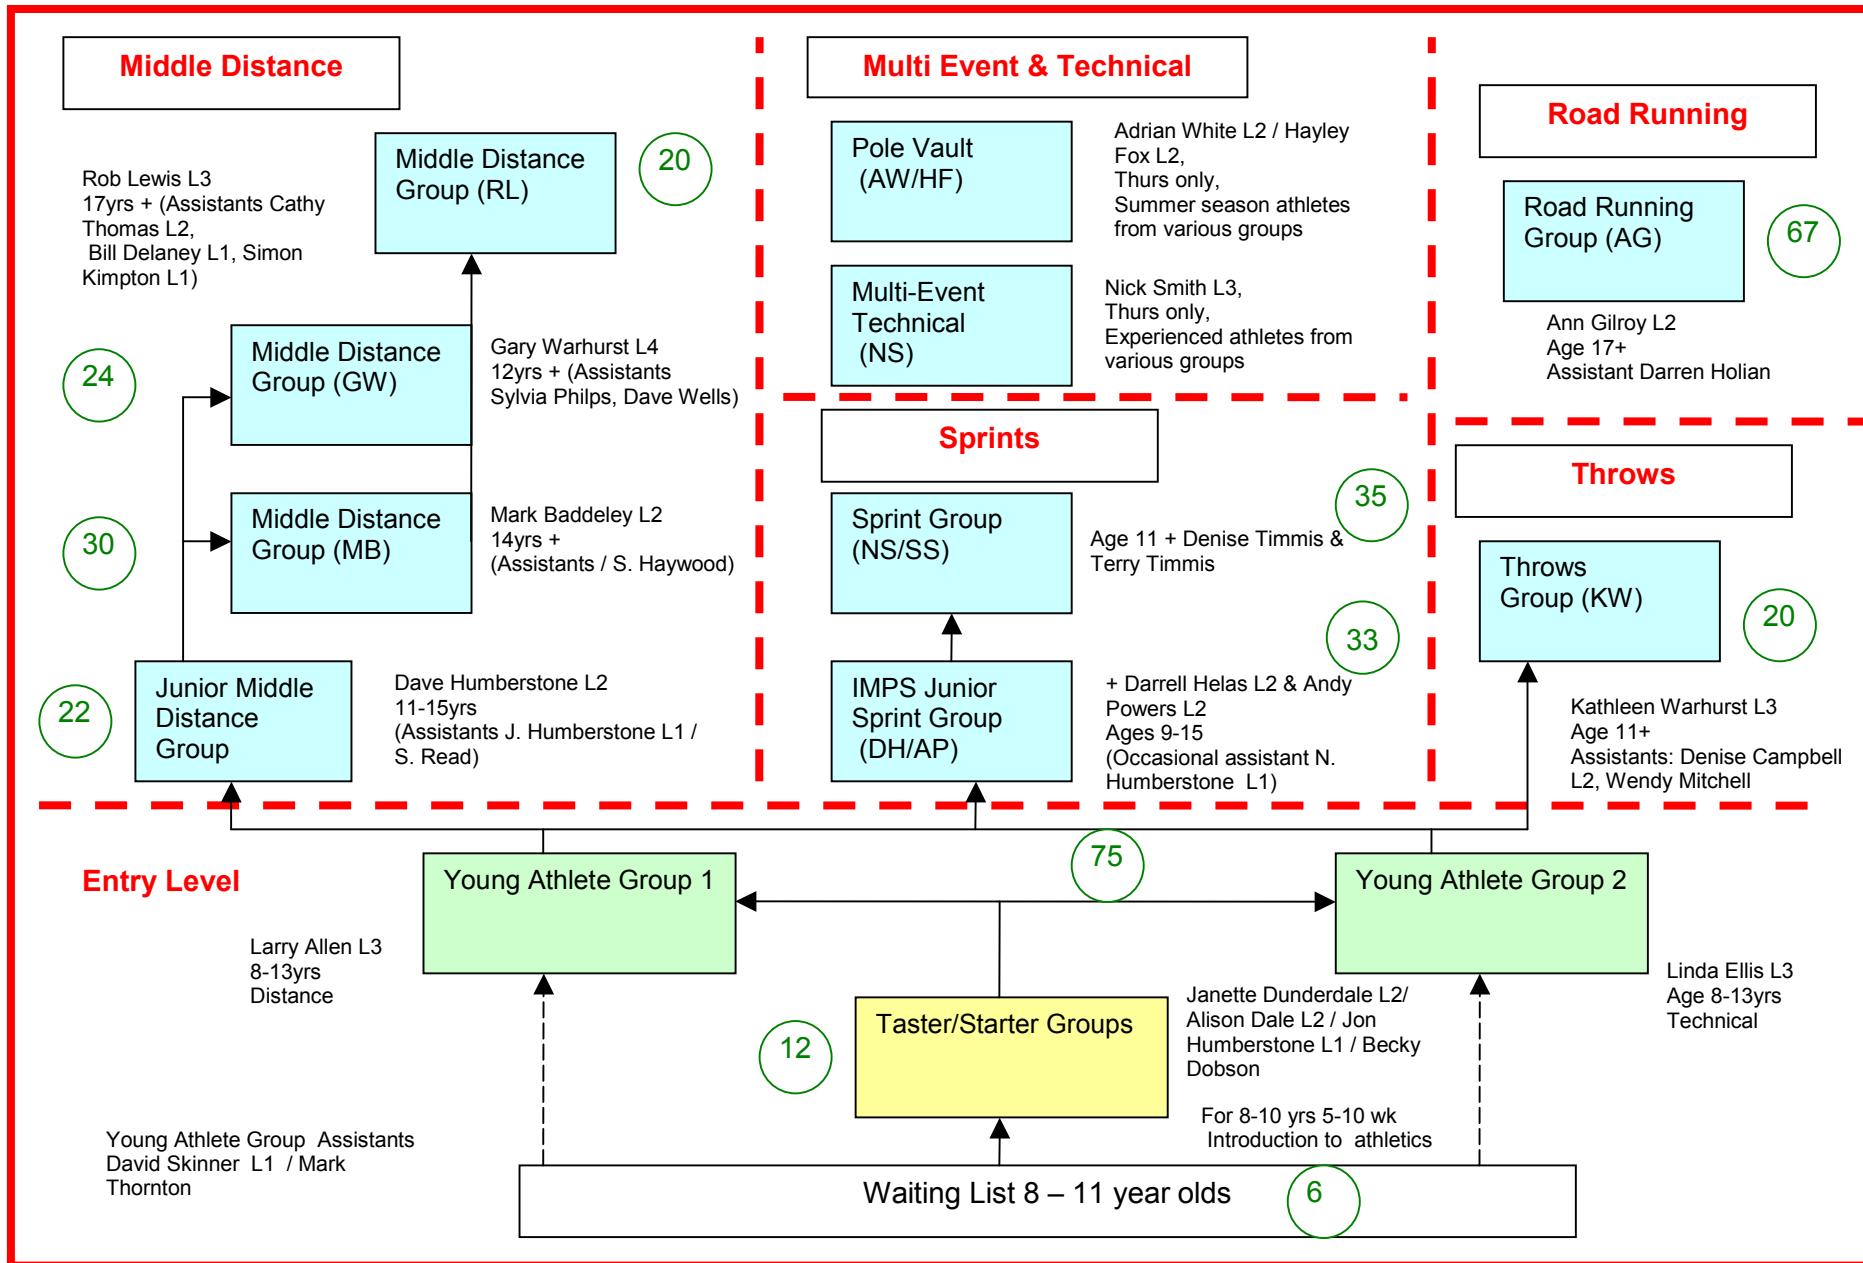 Middle Distance
Rob Lewis L3
17yrs + (Assistants Cathy
Thomas L2,
Bill Delaney L1, Simon
Kimpton L1)
Middle Distance
Group (RL)
20
24
Middle Distance
Group (GW)
Gary Warhurst L4
12yrs + (Assistants
Sylvia Philps, Dave Wells)
30
Middle Distance
Group (MB)
Mark Baddeley L2
14yrs +
(Assistants / S. Haywood)
22
Junior Middle
Distance
Group
Dave Humberstone L2
11-15yrs
(Assistants J. Humberstone L1 /
S. Read)
Multi Event & Technical
Pole Vault
(AW/HF)
Adrian White L2 / Hayley
Fox L2,
Thurs only,
Summer season athletes
from various groups
Multi-Event
Technical
(NS)
Nick Smith L3,
Thurs only,
Experienced athletes from
various groups
Sprints
Sprint Group
(NS/SS)
Age 11 + Denise Timmis &
Terry Timmis
35
33
IMPS Junior
Sprint Group
(DH/AP)
+ Darrell Helas L2 & Andy
Powers L2
Ages 9-15
(Occasional assistant N.
Humberstone L1)
Road Running
Road Running
Group (AG)
67
Ann Gilroy L2
Age 17+
Assistant Darren Holian
Throws
Throws
Group (KW)
20
Kathleen Warhurst L3
Age 11+
Assistants: Denise Campbell
L2, Wendy Mitchell
Entry Level
Young Athlete Group 1
75
Young Athlete Group 2
Larry Allen L3
8-13yrs
Distance
Linda Ellis L3
Age 8-13yrs
Technical
12
Taster/Starter Groups
Janette Dunderdale L2/
Alison Dale L2 / Jon
Humberstone L1 / Becky
Dobson
For 8-10 yrs 5-10 wk
Introduction to athletics
Young Athlete Group Assistants
David Skinner L1 / Mark
Thornton
Waiting List 8 – 11 year olds
6